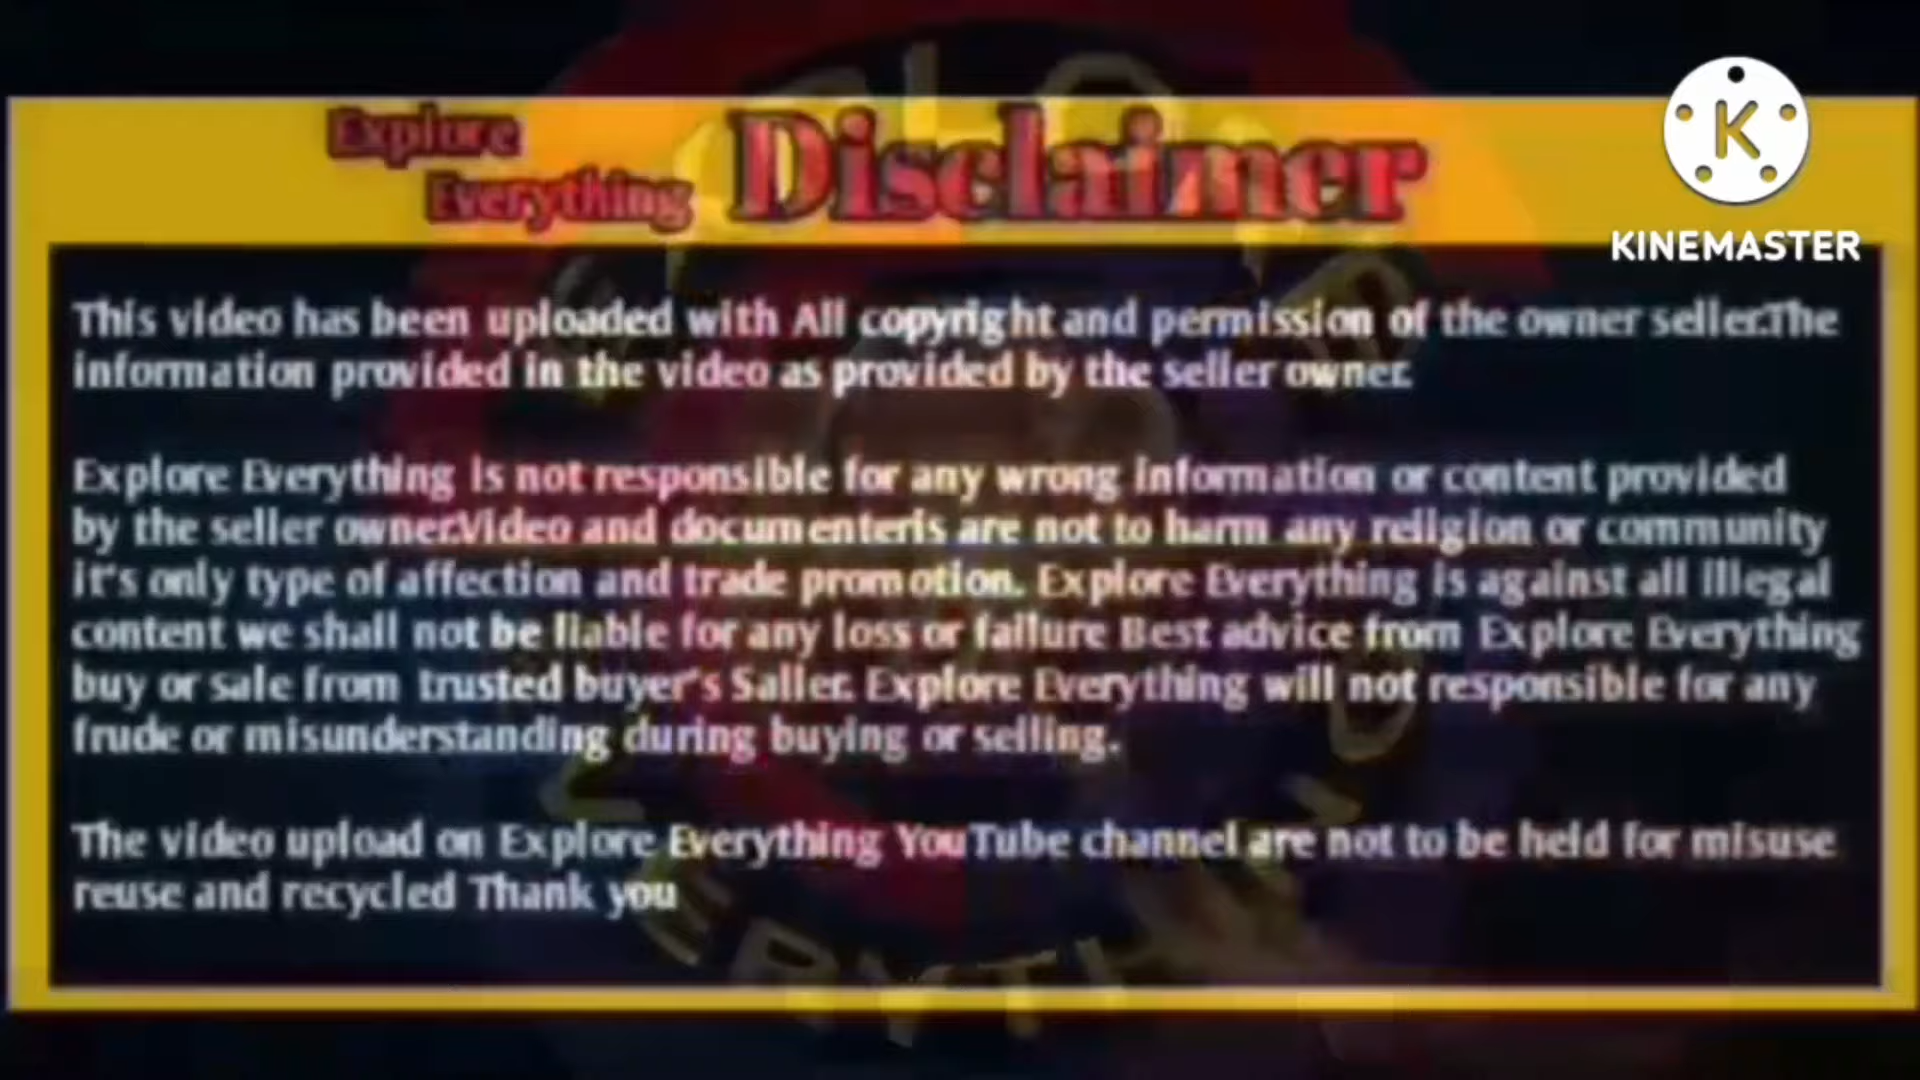 Explore
Everything
Disclaimer
KINEMASTER
This video has been uploaded with All copyright and permission of the owner seller.The
information provided in the video as provided by the seller owner.
Explore Everything is not responsible for any wrong information or content provided
by the seller owner.Video and documenteris are not to harm any religion or community
it's only type of affection and trade promotion. Explore Everything is against all illegal
content we shall not be liable for any loss or failure Best advice from Explore Everything
buy or sale from trusted buyer's Saller. Explore Everything will not responsible for any
frude or misunderstanding during buying or selling.
The video upload on Explore Everything YouTube channel are not to be held for misuse
reuse and recycled Thank you